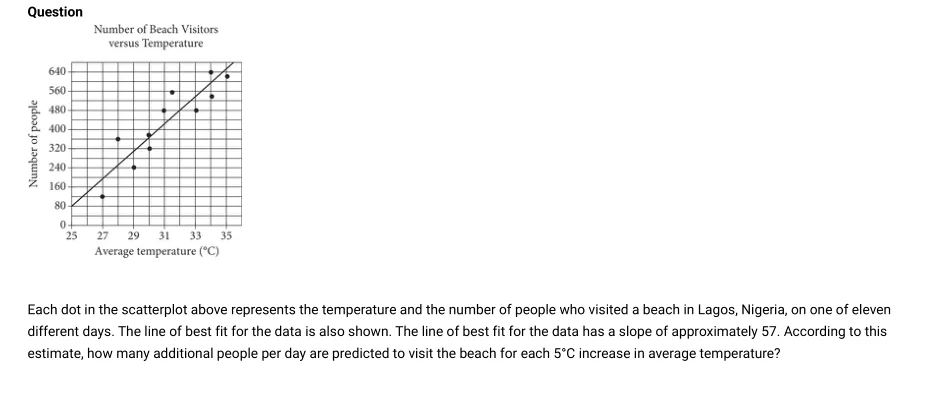 Question
Number of Beach Visitors
versus Temperature
640
560
480
400
320
240
160
80
0
Number of people
25 27 29 31 33 35
Average temperature (°C)
Each dot in the scatterplot above represents the temperature and the number of people who visited a beach in Lagos, Nigeria, on one of eleven
different days. The line of best fit for the data is also shown. The line of best fit for the data has a slope of approximately 57. According to this
estimate, how many additional people per day are predicted to visit the beach for each 5°C increase in average temperature?